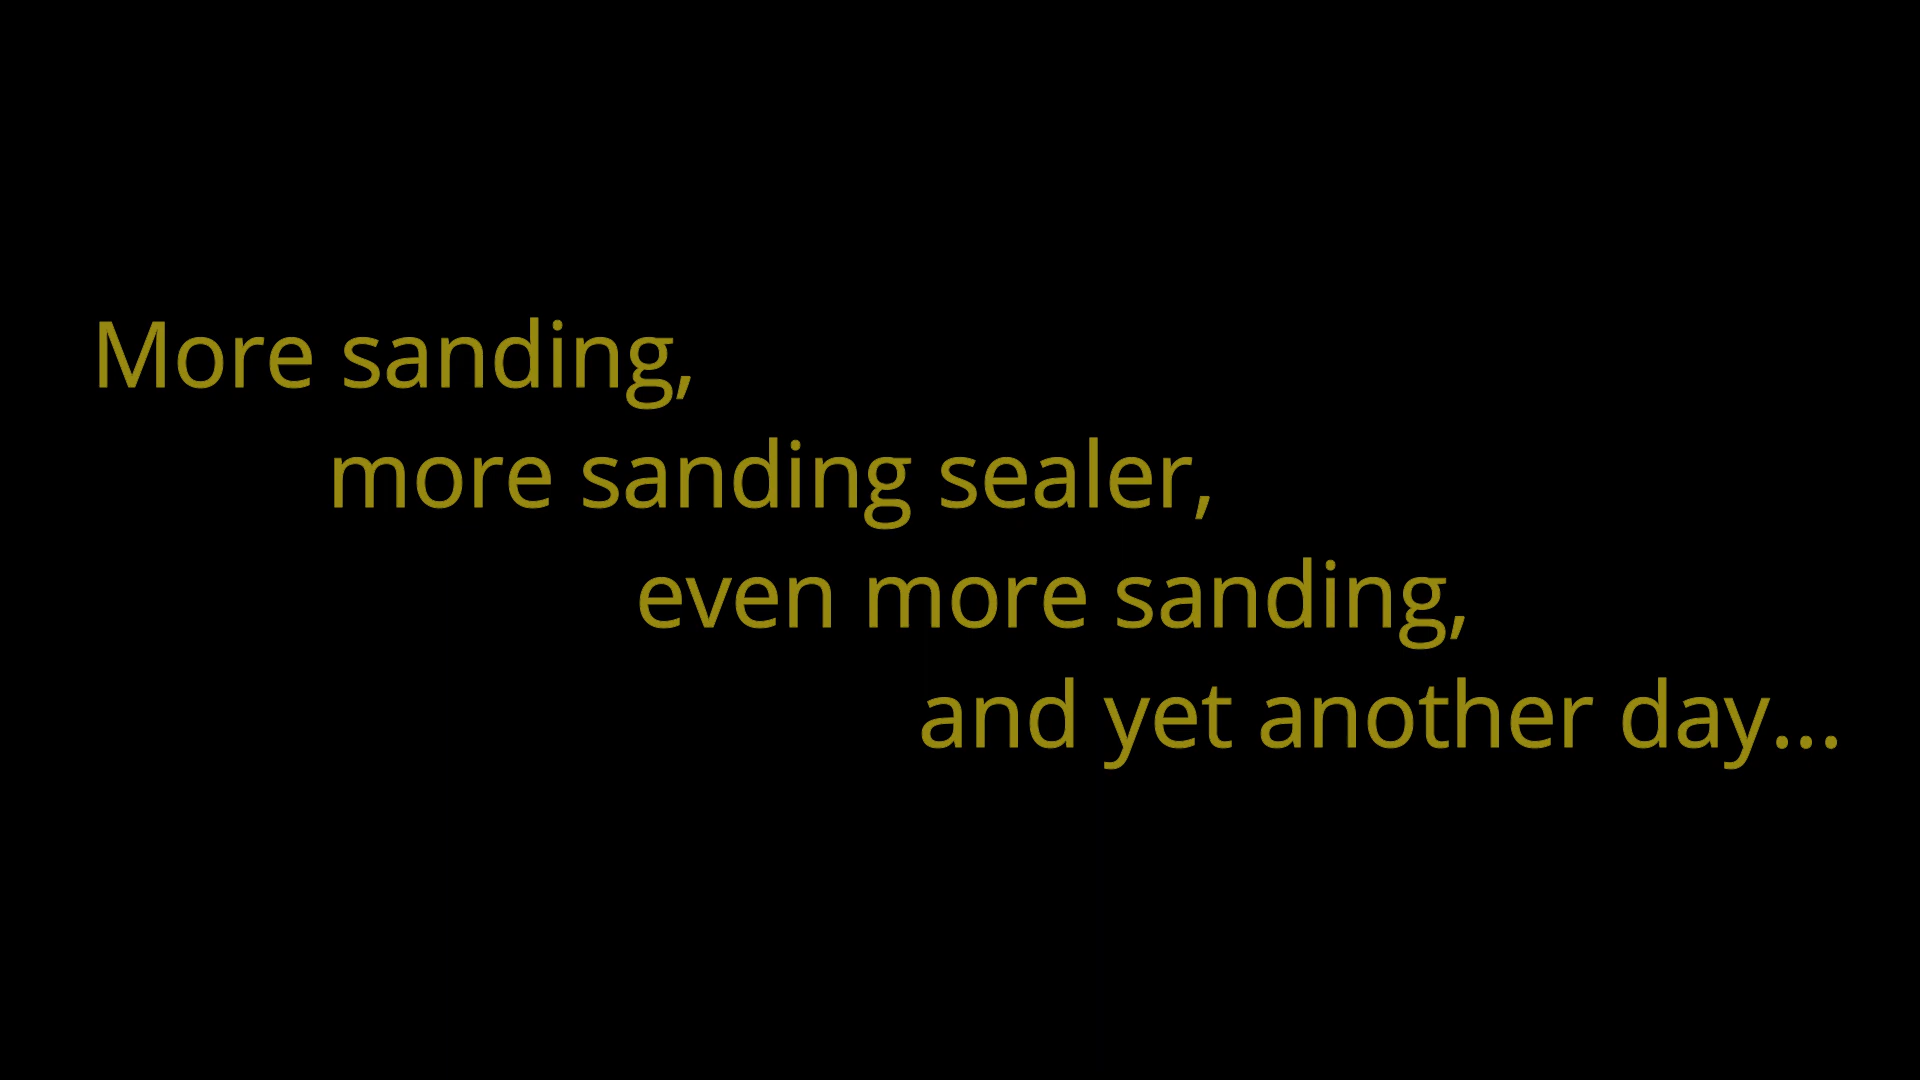 More sanding,
more sanding sealer,
even more sanding,
and yet another day...